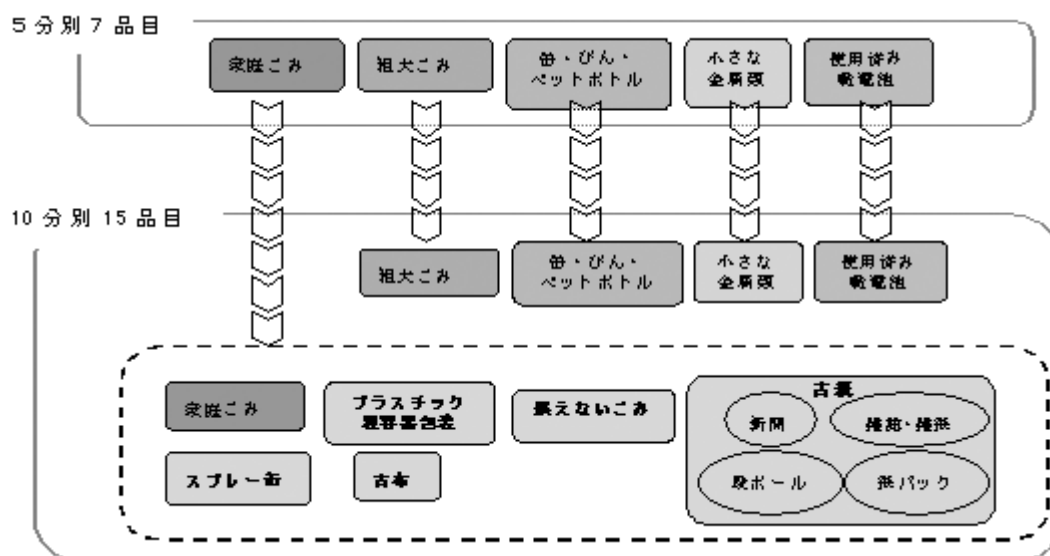 5分別7品目
家庭ごみ
粗大ごみ
缶・びん・
ペットボトル
小さな
金属類
使用済み
乾電池
10分別15品目
粗大ごみ
缶・びん・
ペットボトル
小さな
金属類
使用済み
乾電池
家庭ごみ
プラスチック
製容器包装
燃えないごみ
古紙
新聞
雑誌・雑紙
段ボール
紙パック
スプレー缶
古布